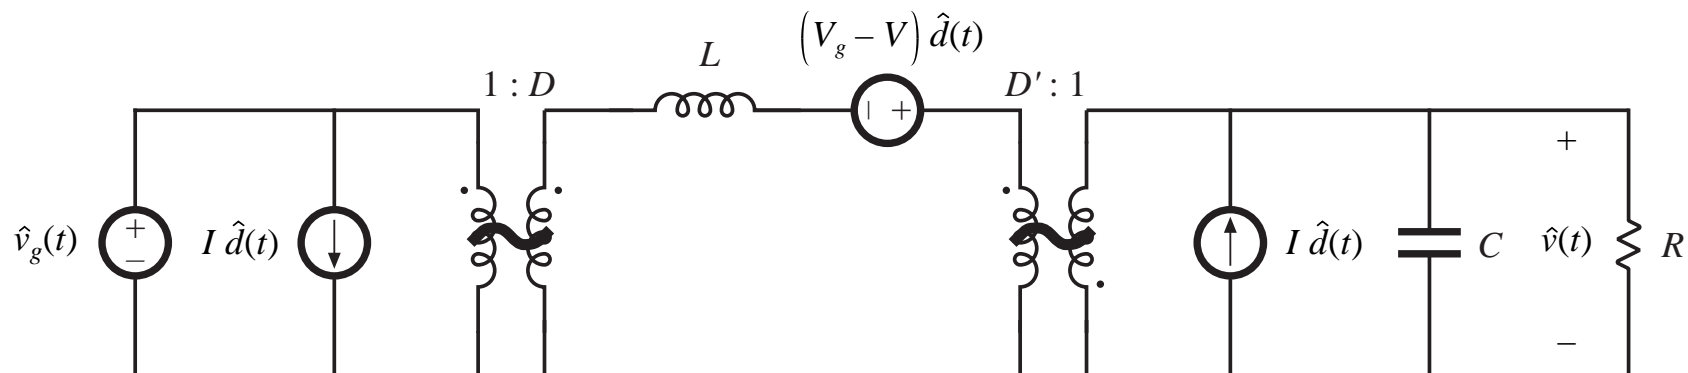 (V_g – V) d̂(t)
L
1 : D
D′ : 1
+
v̂_g(t)
+
–
I d̂(t)
– +
I d̂(t)
C
v̂(t)
R
–